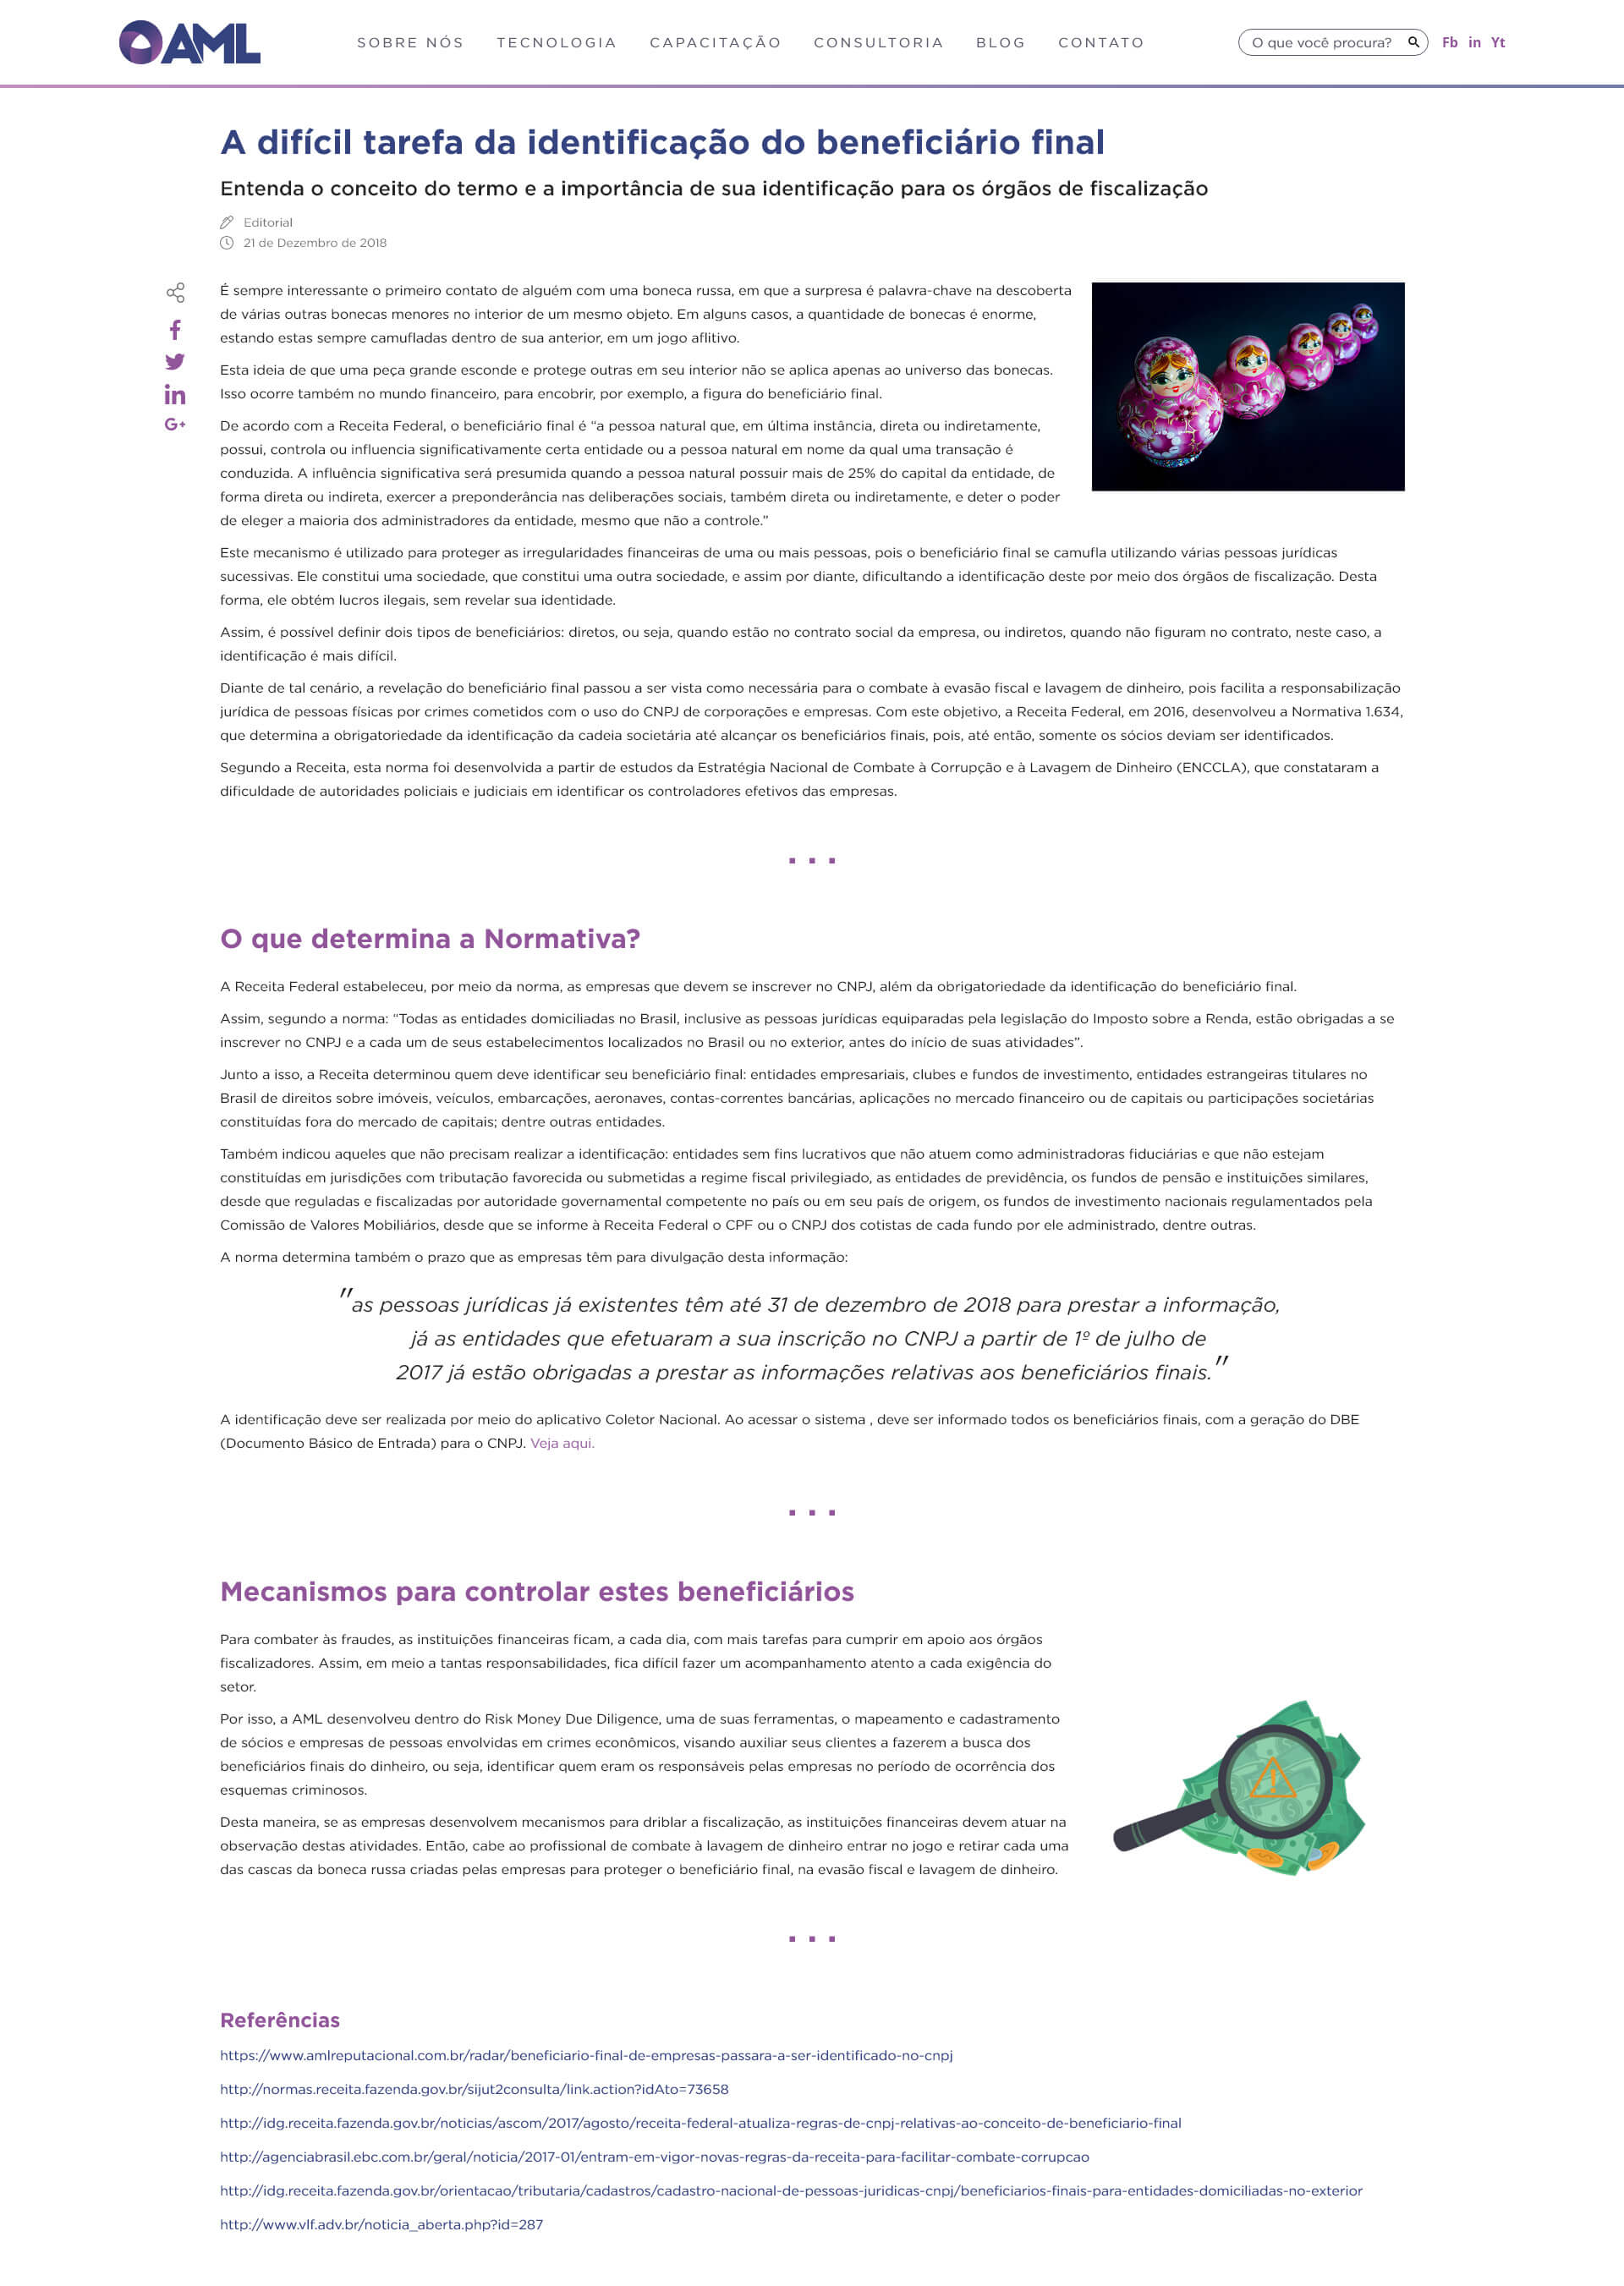 AML
SOBRE NÓS
TECNOLOGIA
CAPACITAÇÃO
CONSULTORIA
BLOG
CONTATO
O que você procura?
Fb in Yt
A difícil tarefa da identificação do beneficiário final
Entenda o conceito do termo e a importância de sua identificação para os órgãos de fiscalização
Editorial
21 de Dezembro de 2018
É sempre interessante o primeiro contato de alguém com uma boneca russa, em que a surpresa é palavra-chave na descoberta
de várias outras bonecas menores no interior de um mesmo objeto. Em alguns casos, a quantidade de bonecas é enorme,
estando estas sempre camufladas dentro de sua anterior, em um jogo aflitivo.
Esta ideia de que uma peça grande esconde e protege outras em seu interior não se aplica apenas ao universo das bonecas.
Isso ocorre também no mundo financeiro, para encobrir, por exemplo, a figura do beneficiário final.
De acordo com a Receita Federal, o beneficiário final é “a pessoa natural que, em última instância, direta ou indiretamente,
possui, controla ou influencia significativamente certa entidade ou a pessoa natural em nome da qual uma transação é
conduzida. A influência significativa será presumida quando a pessoa natural possuir mais de 25% do capital da entidade, de
forma direta ou indireta, exercer a preponderância nas deliberações sociais, também direta ou indiretamente, e deter o poder
de eleger a maioria dos administradores da entidade, mesmo que não a controle.”
Este mecanismo é utilizado para proteger as irregularidades financeiras de uma ou mais pessoas, pois o beneficiário final se camufla utilizando várias pessoas jurídicas
sucessivas. Ele constitui uma sociedade, que constitui uma outra sociedade, e assim por diante, dificultando a identificação deste por meio dos órgãos de fiscalização. Desta
forma, ele obtém lucros ilegais, sem revelar sua identidade.
Assim, é possível definir dois tipos de beneficiários: diretos, ou seja, quando estão no contrato social da empresa, ou indiretos, quando não figuram no contrato, neste caso, a
identificação é mais difícil.
Diante de tal cenário, a revelação do beneficiário final passou a ser vista como necessária para o combate à evasão fiscal e lavagem de dinheiro, pois facilita a responsabilização
jurídica de pessoas físicas por crimes cometidos com o uso do CNPJ de corporações e empresas. Com este objetivo, a Receita Federal, em 2016, desenvolveu a Normativa 1.634,
que determina a obrigatoriedade da identificação da cadeia societária até alcançar os beneficiários finais, pois, até então, somente os sócios deviam ser identificados.
Segundo a Receita, esta norma foi desenvolvida a partir de estudos da Estratégia Nacional de Combate à Corrupção e à Lavagem de Dinheiro (ENCCLA), que constataram a
dificuldade de autoridades policiais e judiciais em identificar os controladores efetivos das empresas.
O que determina a Normativa?
A Receita Federal estabeleceu, por meio da norma, as empresas que devem se inscrever no CNPJ, além da obrigatoriedade da identificação do beneficiário final.
Assim, segundo a norma: “Todas as entidades domiciliadas no Brasil, inclusive as pessoas jurídicas equiparadas pela legislação do Imposto sobre a Renda, estão obrigadas a se
inscrever no CNPJ e a cada um de seus estabelecimentos localizados no Brasil ou no exterior, antes do início de suas atividades”.
Junto a isso, a Receita determinou quem deve identificar seu beneficiário final: entidades empresariais, clubes e fundos de investimento, entidades estrangeiras titulares no
Brasil de direitos sobre imóveis, veículos, embarcações, aeronaves, contas-correntes bancárias, aplicações no mercado financeiro ou de capitais ou participações societárias
constituídas fora do mercado de capitais; dentre outras entidades.
Também indicou aqueles que não precisam realizar a identificação: entidades sem fins lucrativos que não atuem como administradoras fiduciárias e que não estejam
constituídas em jurisdições com tributação favorecida ou submetidas a regime fiscal privilegiado, as entidades de previdência, os fundos de pensão e instituições similares,
desde que reguladas e fiscalizadas por autoridade governamental competente no país ou em seu país de origem, os fundos de investimento nacionais regulamentados pela
Comissão de Valores Mobiliários, desde que se informe à Receita Federal o CPF ou o CNPJ dos cotistas de cada fundo por ele administrado, dentre outras.
A norma determina também o prazo que as empresas têm para divulgação desta informação:
"as pessoas jurídicas já existentes têm até 31 de dezembro de 2018 para prestar a informação,
já as entidades que efetuaram a sua inscrição no CNPJ a partir de 1º de julho de
2017 já estão obrigadas a prestar as informações relativas aos beneficiários finais."
A identificação deve ser realizada por meio do aplicativo Coletor Nacional. Ao acessar o sistema , deve ser informado todos os beneficiários finais, com a geração do DBE
(Documento Básico de Entrada) para o CNPJ. Veja aqui.
Mecanismos para controlar estes beneficiários
Para combater às fraudes, as instituições financeiras ficam, a cada dia, com mais tarefas para cumprir em apoio aos órgãos
fiscalizadores. Assim, em meio a tantas responsabilidades, fica difícil fazer um acompanhamento atento a cada exigência do
setor.
Por isso, a AML desenvolveu dentro do Risk Money Due Diligence, uma de suas ferramentas, o mapeamento e cadastramento
de sócios e empresas de pessoas envolvidas em crimes econômicos, visando auxiliar seus clientes a fazerem a busca dos
beneficiários finais do dinheiro, ou seja, identificar quem eram os responsáveis pelas empresas no período de ocorrência dos
esquemas criminosos.
Desta maneira, se as empresas desenvolvem mecanismos para driblar a fiscalização, as instituições financeiras devem atuar na
observação destas atividades. Então, cabe ao profissional de combate à lavagem de dinheiro entrar no jogo e retirar cada uma
das cascas da boneca russa criadas pelas empresas para proteger o beneficiário final, na evasão fiscal e lavagem de dinheiro.
Referências
https://www.amlreputacional.com.br/radar/beneficiario-final-de-empresas-passara-a-ser-identificado-no-cnpj
http://normas.receita.fazenda.gov.br/sijut2consulta/link.action?idAto=73658
http://idg.receita.fazenda.gov.br/noticias/ascom/2017/agosto/receita-federal-atualiza-regras-de-cnpj-relativas-ao-conceito-de-beneficiario-final
http://agenciabrasil.ebc.com.br/geral/noticia/2017-01/entram-em-vigor-novas-regras-da-receita-para-facilitar-combate-corrupcao
http://idg.receita.fazenda.gov.br/orientacao/tributaria/cadastros/cadastro-nacional-de-pessoas-juridicas-cnpj/beneficiarios-finais-para-entidades-domiciliadas-no-exterior
http://www.vlf.adv.br/noticia_aberta.php?id=287